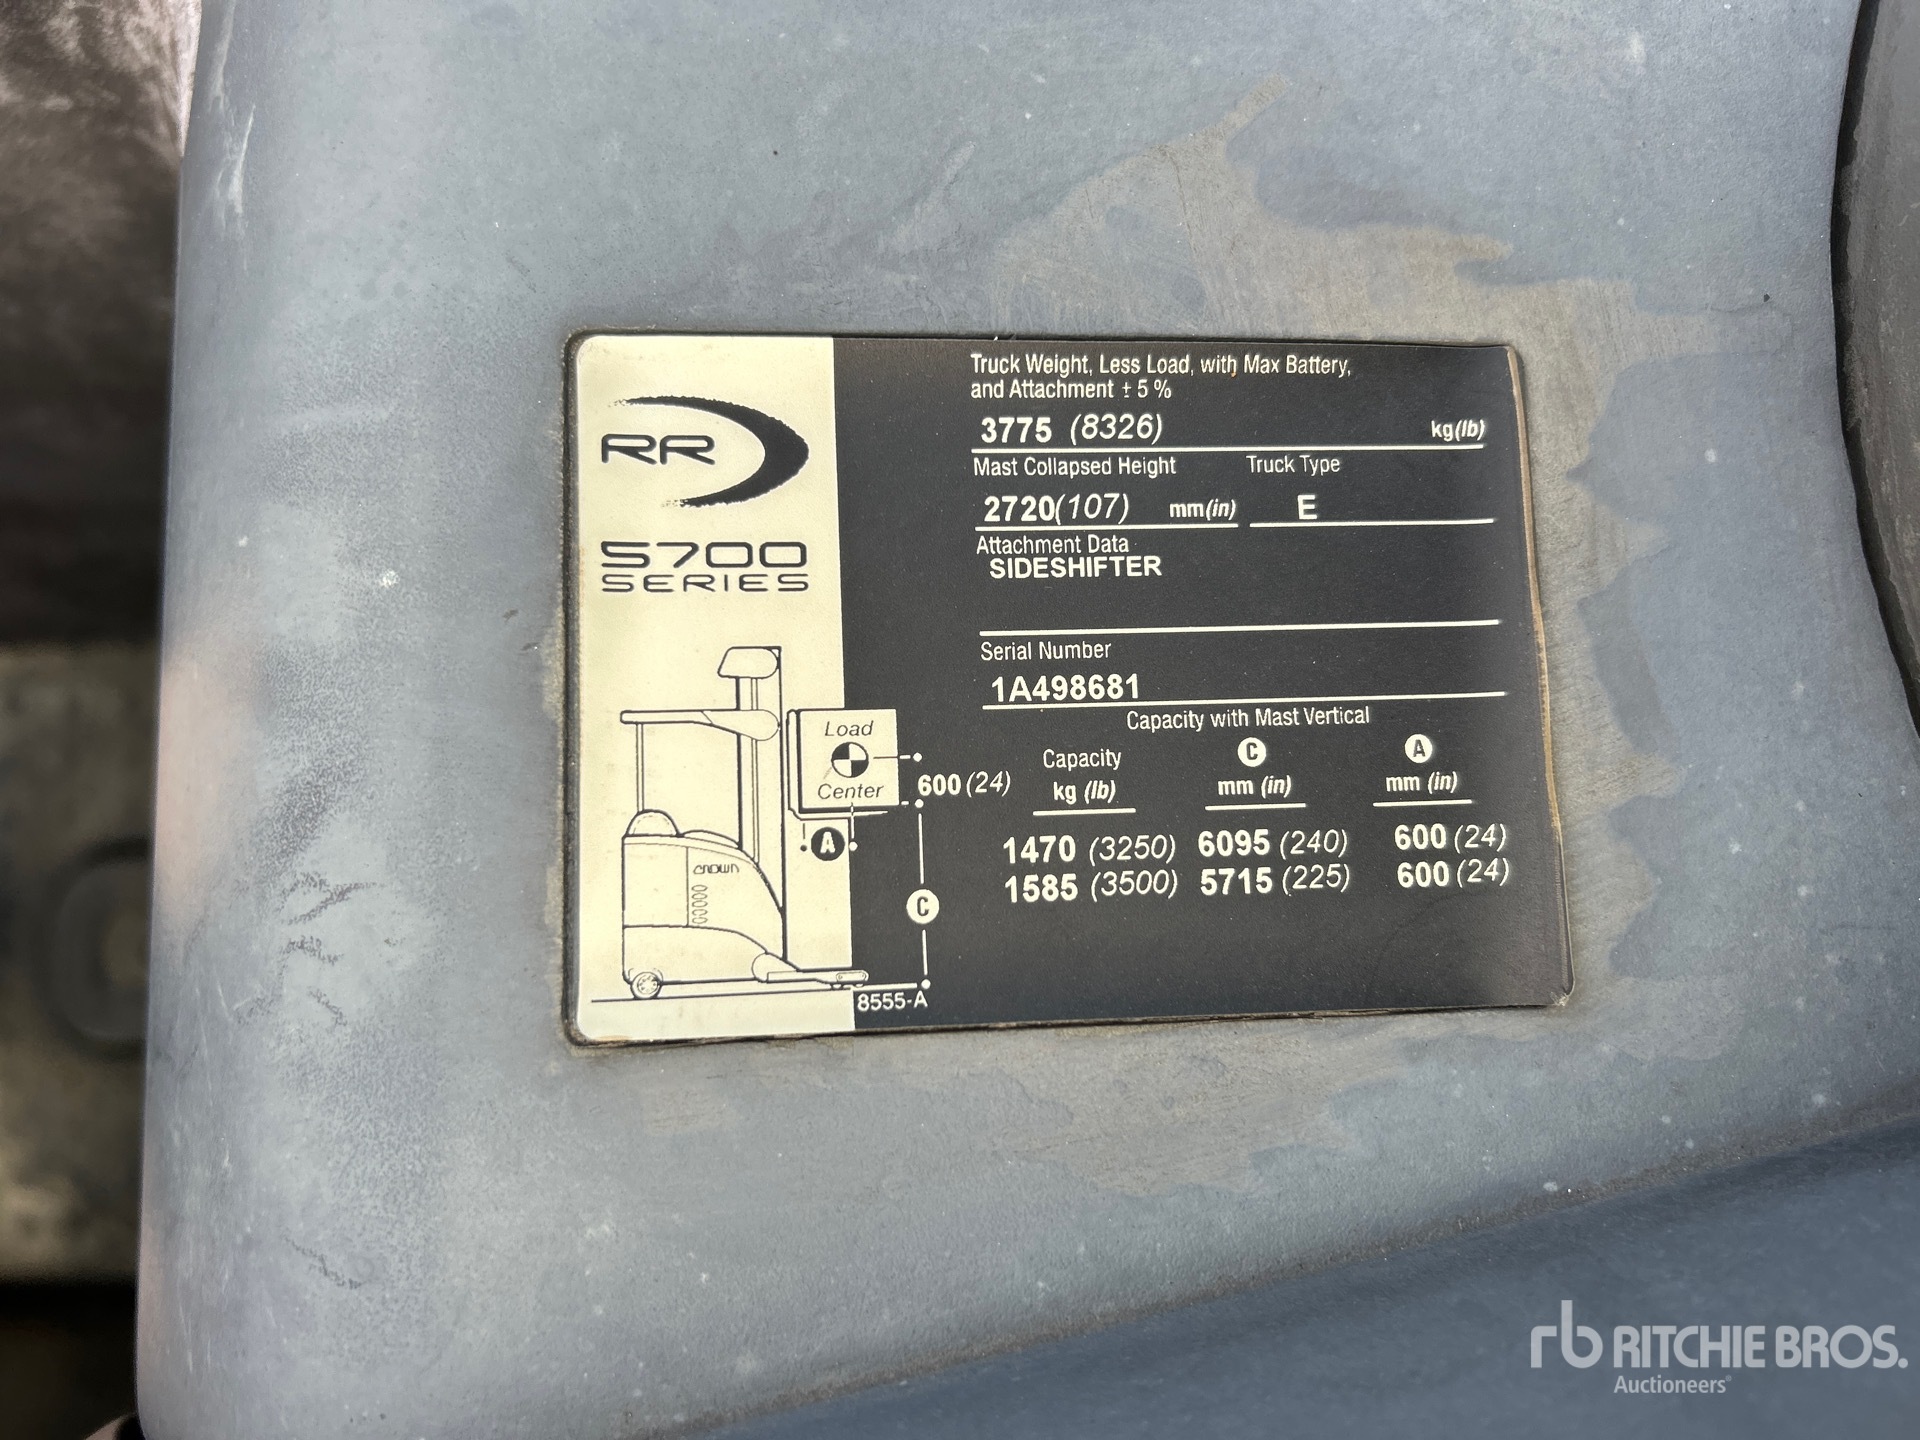 RR
5700
SERIES
Load
Center
600 (24)
A
C
CROWN
8555-A
Truck Weight, Less Load, with Max Battery,
and Attachment ± 5 %
3775 (8326) kg(lb)
Mast Collapsed Height Truck Type
2720(107) mm(in) E
Attachment Data
SIDESHIFTER
Serial Number
1A498681
Capacity with Mast Vertical
Capacity C A
kg (lb) mm (in) mm (in)
1470 (3250) 6095 (240) 600 (24)
1585 (3500) 5715 (225) 600 (24)
rb RITCHIE BROS.
Auctioneers